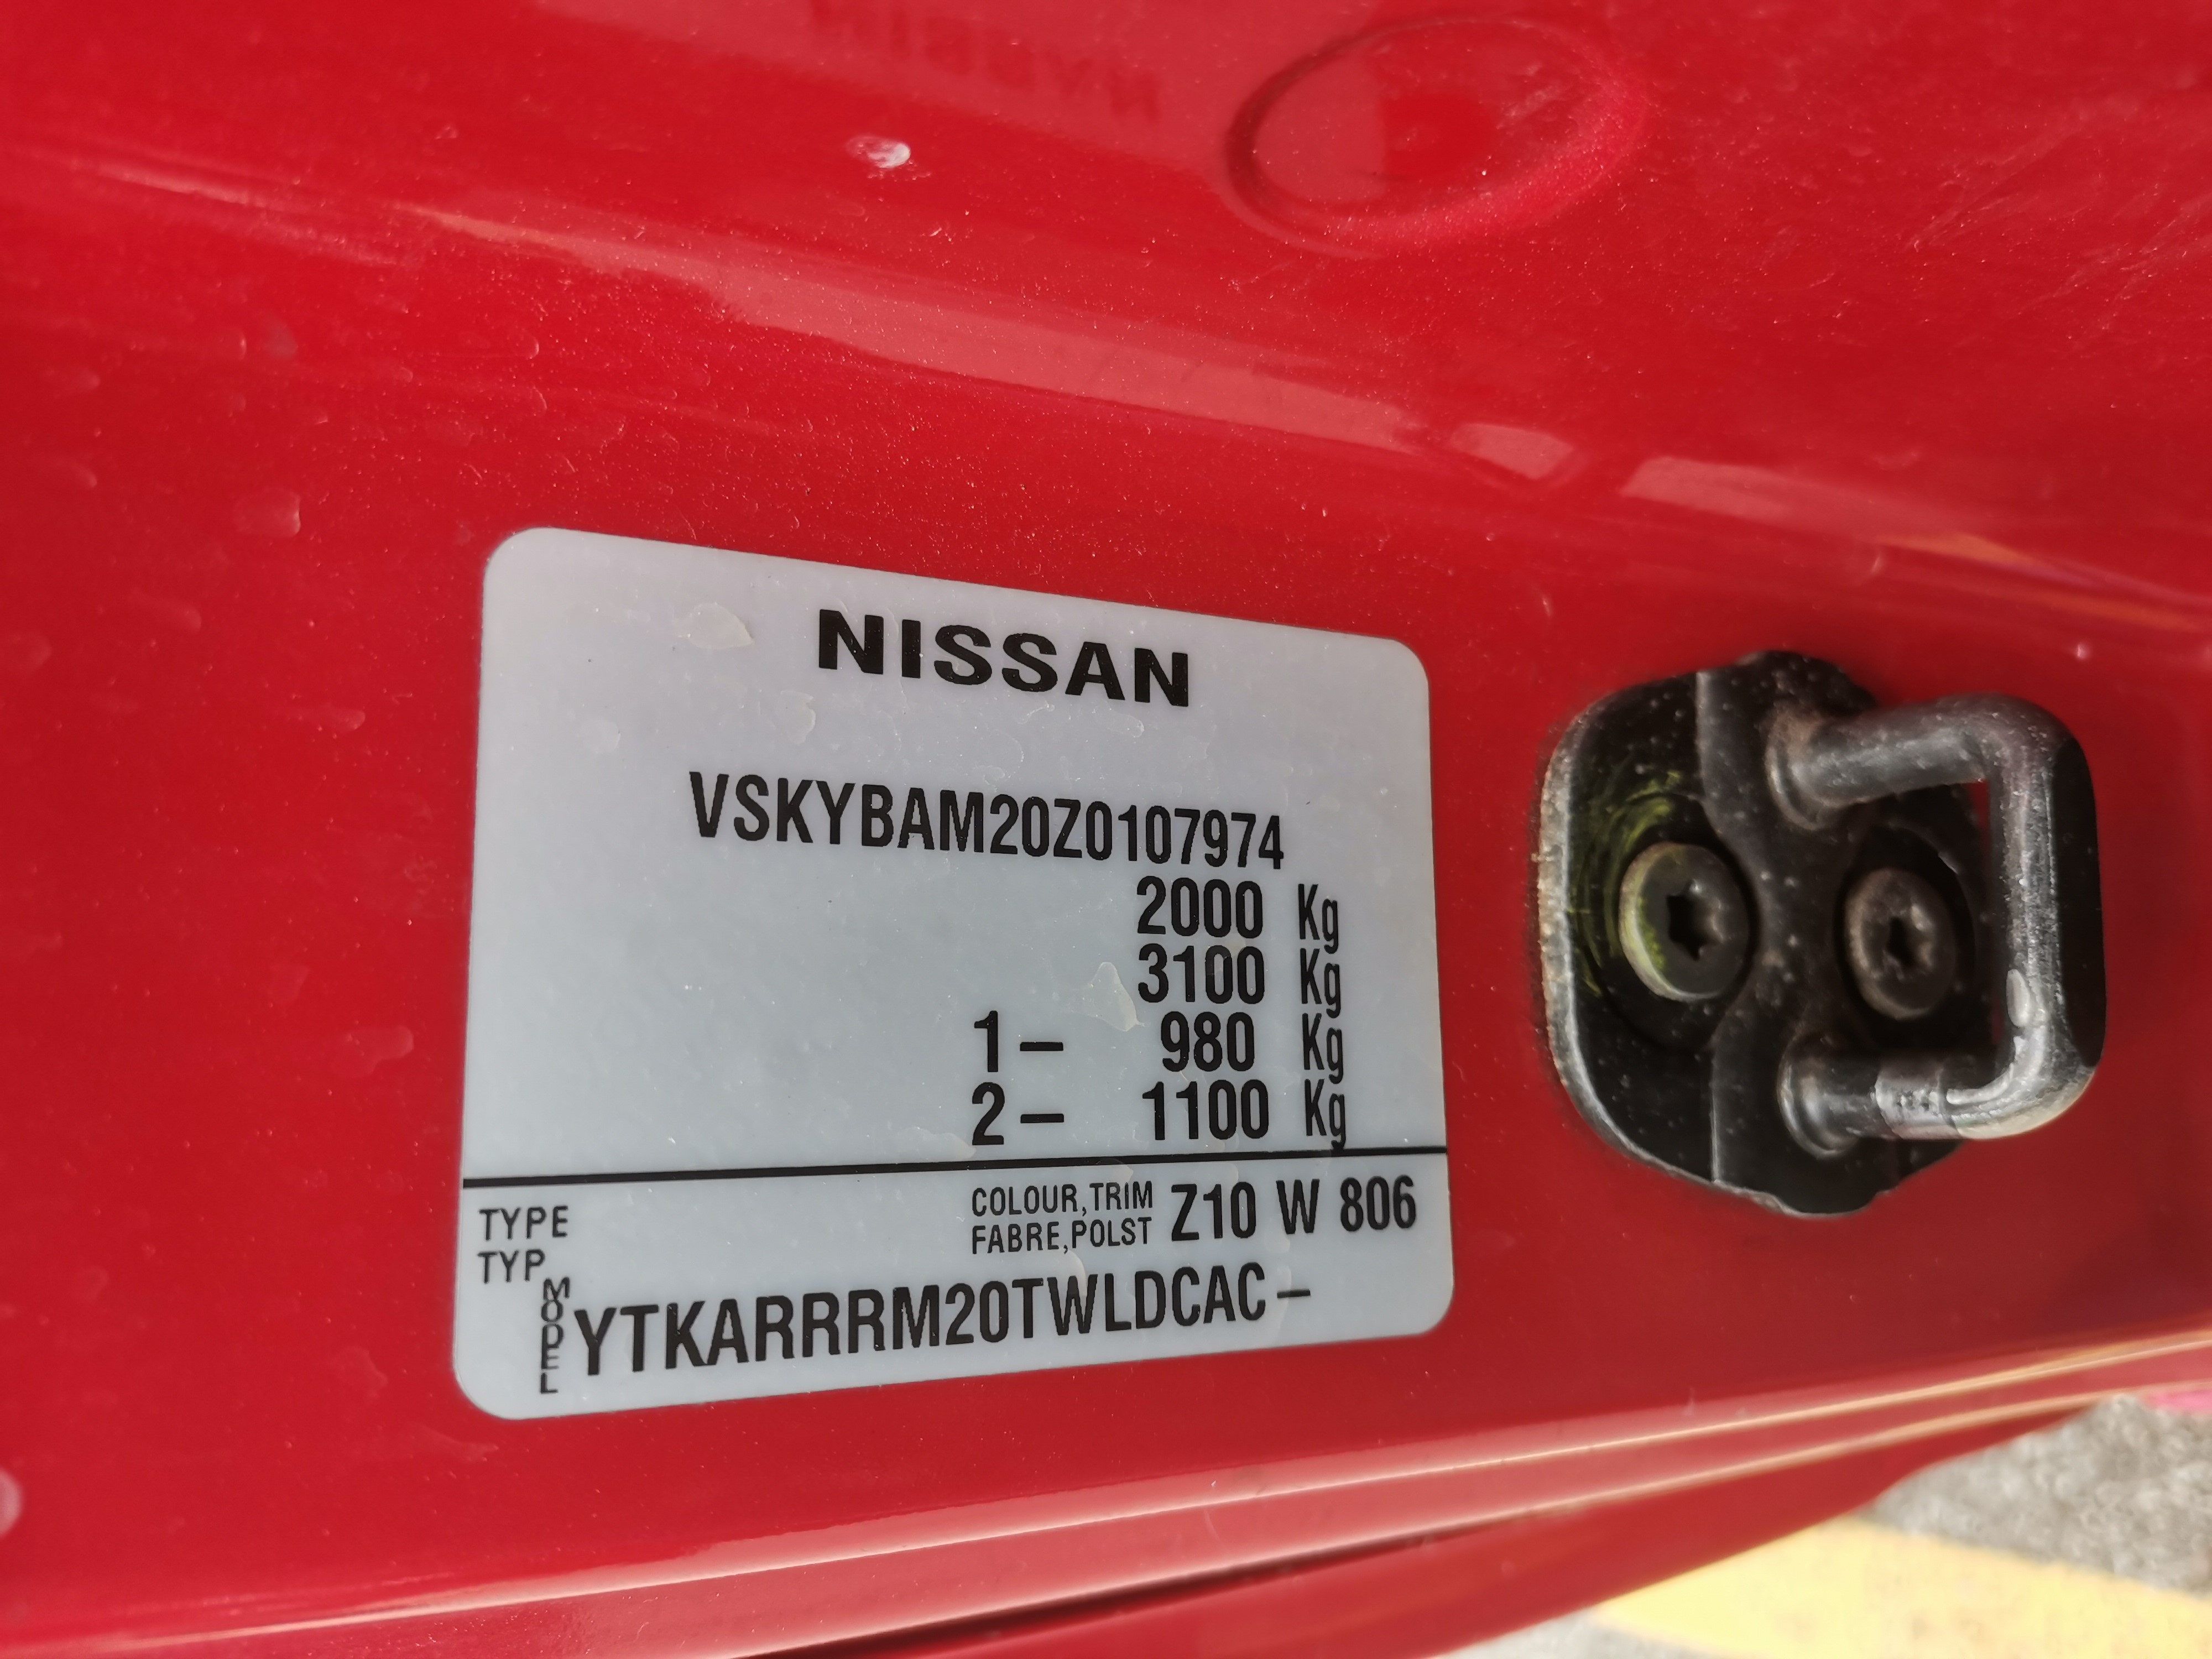 NISSAN
VSKYBAM20Z0107974
2000 Kg
3100 Kg
1- 980 Kg
2- 1100 Kg
TYPE
TYP
COLOUR,TRIM
FABRE,POLST
Z10 W 806
MODEL
YTKARRRM20TWLDCAC-